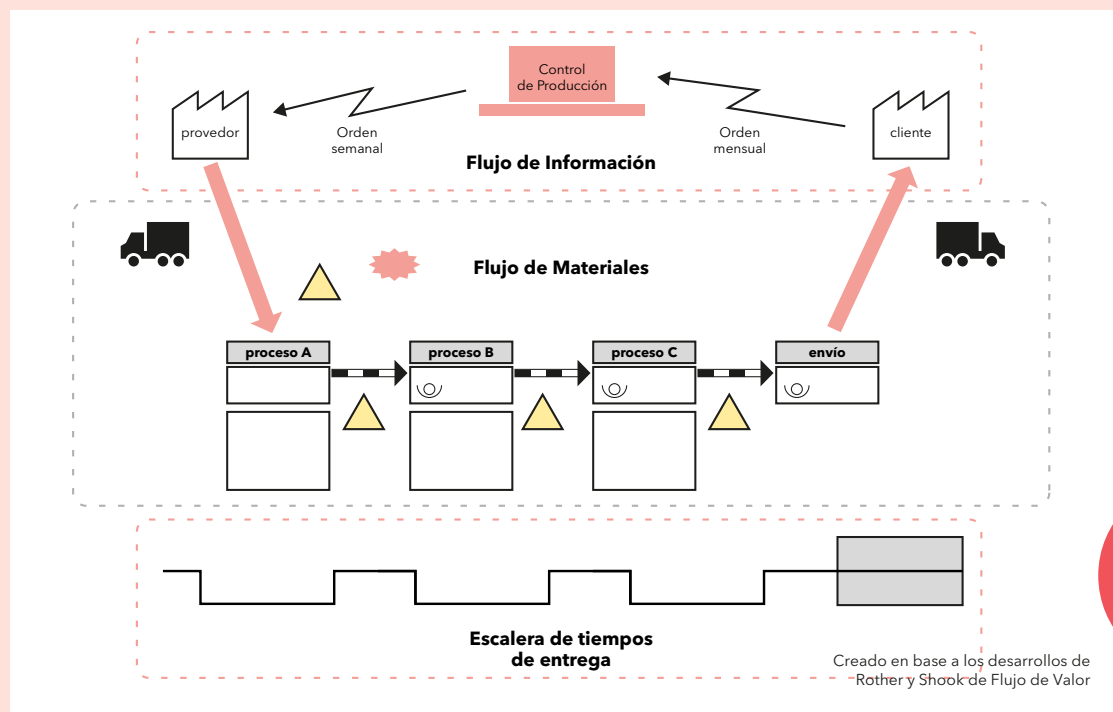 Control
de Producción
provedor
Orden
semanal
Orden
mensual
cliente
Flujo de Información
Flujo de Materiales
proceso A
proceso B
proceso C
envío
Escalera de tiempos
de entrega
Creado en base a los desarrollos de
Rother y Shook de Flujo de Valor